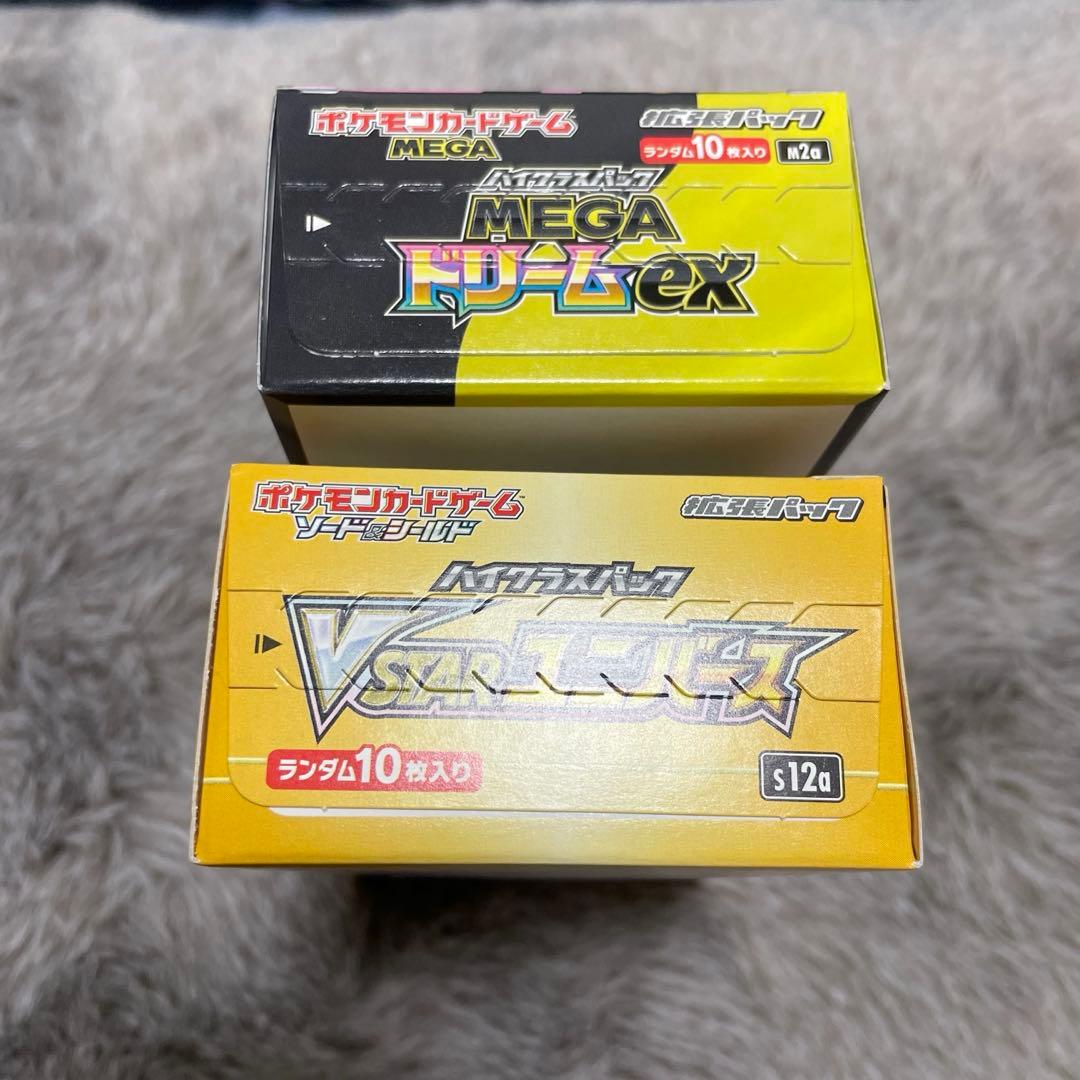 ポケモンカードゲーム
MEGA
拡張パック
ランダム10枚入り
M2a
ハイクラスパック
MEGA
ドリームex
ポケモンカードゲーム™
ソード&シールド
拡張パック
ハイクラスパック
VSTARユニバース
ランダム10枚入り
s12a